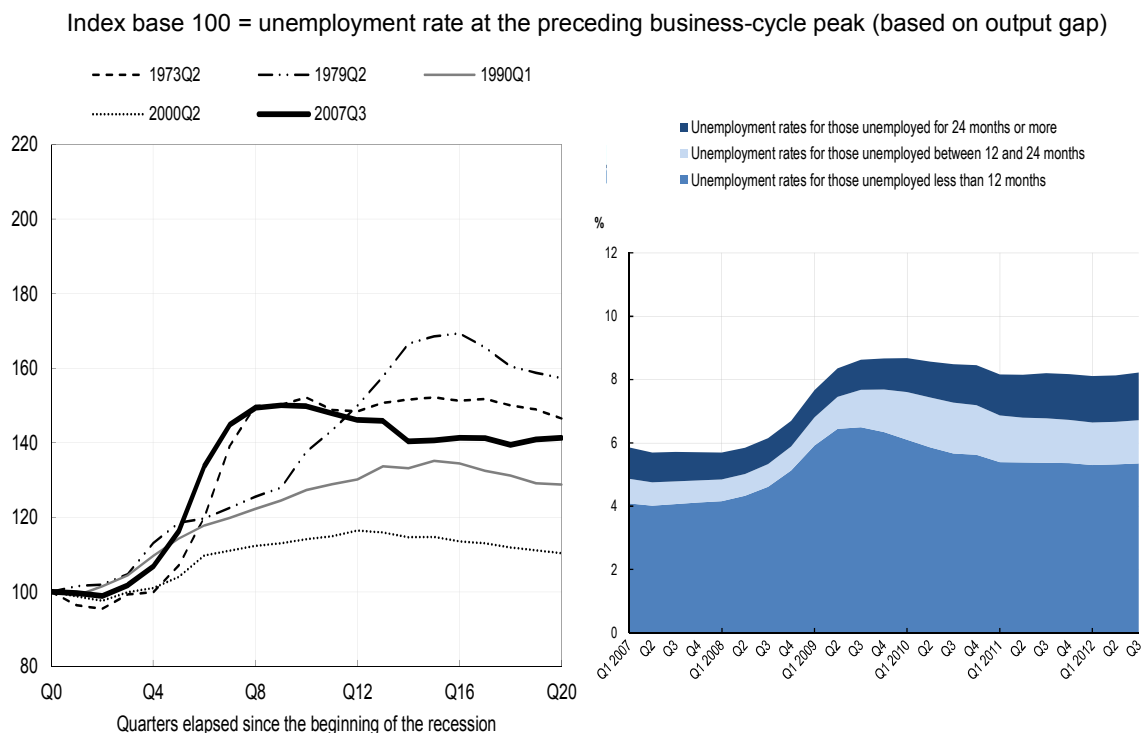 Index base 100 = unemployment rate at the preceding business-cycle peak (based on output gap)
1973Q2 1979Q2 1990Q1
2000Q2 2007Q3
220
200
180
160
140
120
100
80
Q0 Q4 Q8 Q12 Q16 Q20
Quarters elapsed since the beginning of the recession
Unemployment rates for those unemployed for 24 months or more
Unemployment rates for those unemployed between 12 and 24 months
Unemployment rates for those unemployed less than 12 months
%
12
10
8
6
4
2
0
Q1 2007 Q2 Q3 Q4 Q1 2008 Q2 Q3 Q4 Q1 2009 Q2 Q3 Q4 Q1 2010 Q2 Q3 Q4 Q1 2011 Q2 Q3 Q4 Q1 2012 Q2 Q3